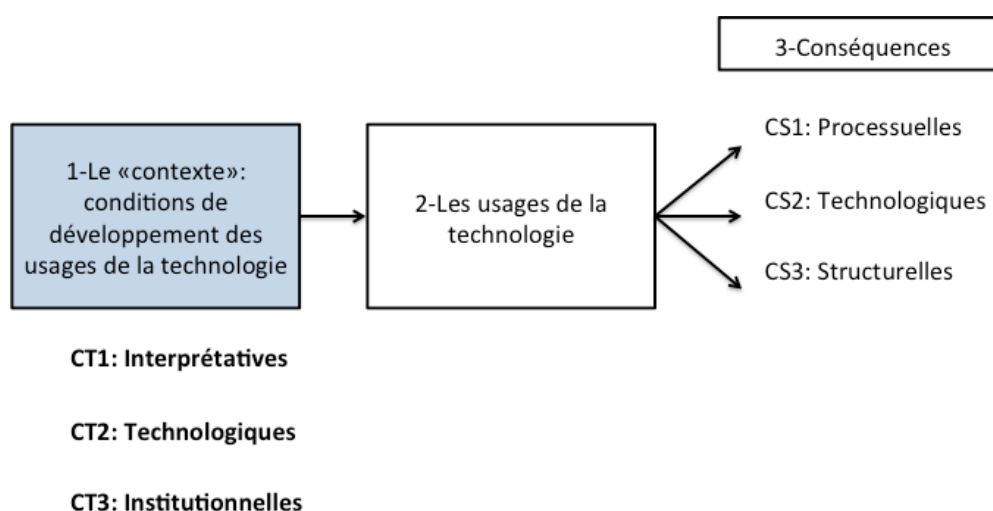 3-Conséquences
1-Le «contexte»:
conditions de
développement des
usages de la technologie
2-Les usages de la
technologie
CS1: Processuelles
CS2: Technologiques
CS3: Structurelles
CT1: Interprétatives
CT2: Technologiques
CT3: Institutionnelles